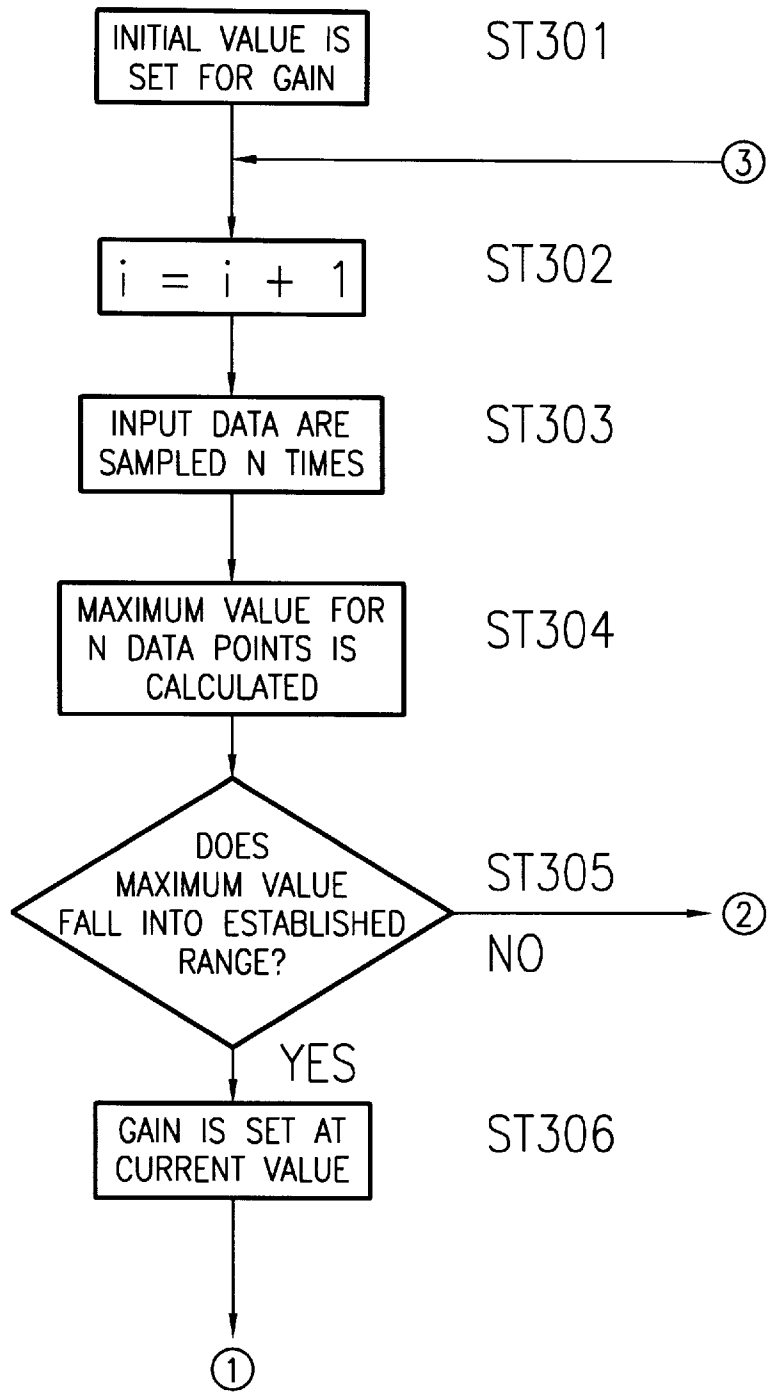 INITIAL VALUE IS
SET FOR GAIN
ST301
3
i = i + 1
ST302
INPUT DATA ARE
SAMPLED N TIMES
ST303
MAXIMUM VALUE FOR
N DATA POINTS IS
CALCULATED
ST304
DOES
MAXIMUM VALUE
FALL INTO ESTABLISHED
RANGE?
ST305
NO
2
YES
GAIN IS SET AT
CURRENT VALUE
ST306
1